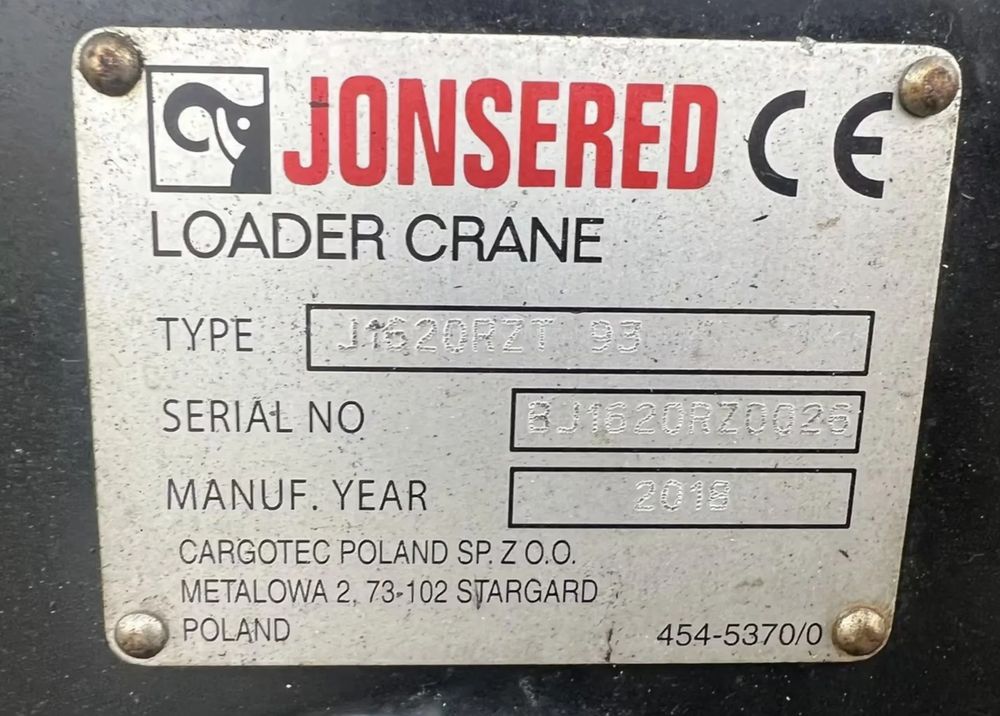 JONSERED CE
LOADER CRANE
TYPE J1620RZT 93
SERIAL NO BJ1620RZ0026
MANUF. YEAR 2018
CARGOTEC POLAND SP. Z O.O.
METALOWA 2, 73-102 STARGARD
POLAND
454-5370/0